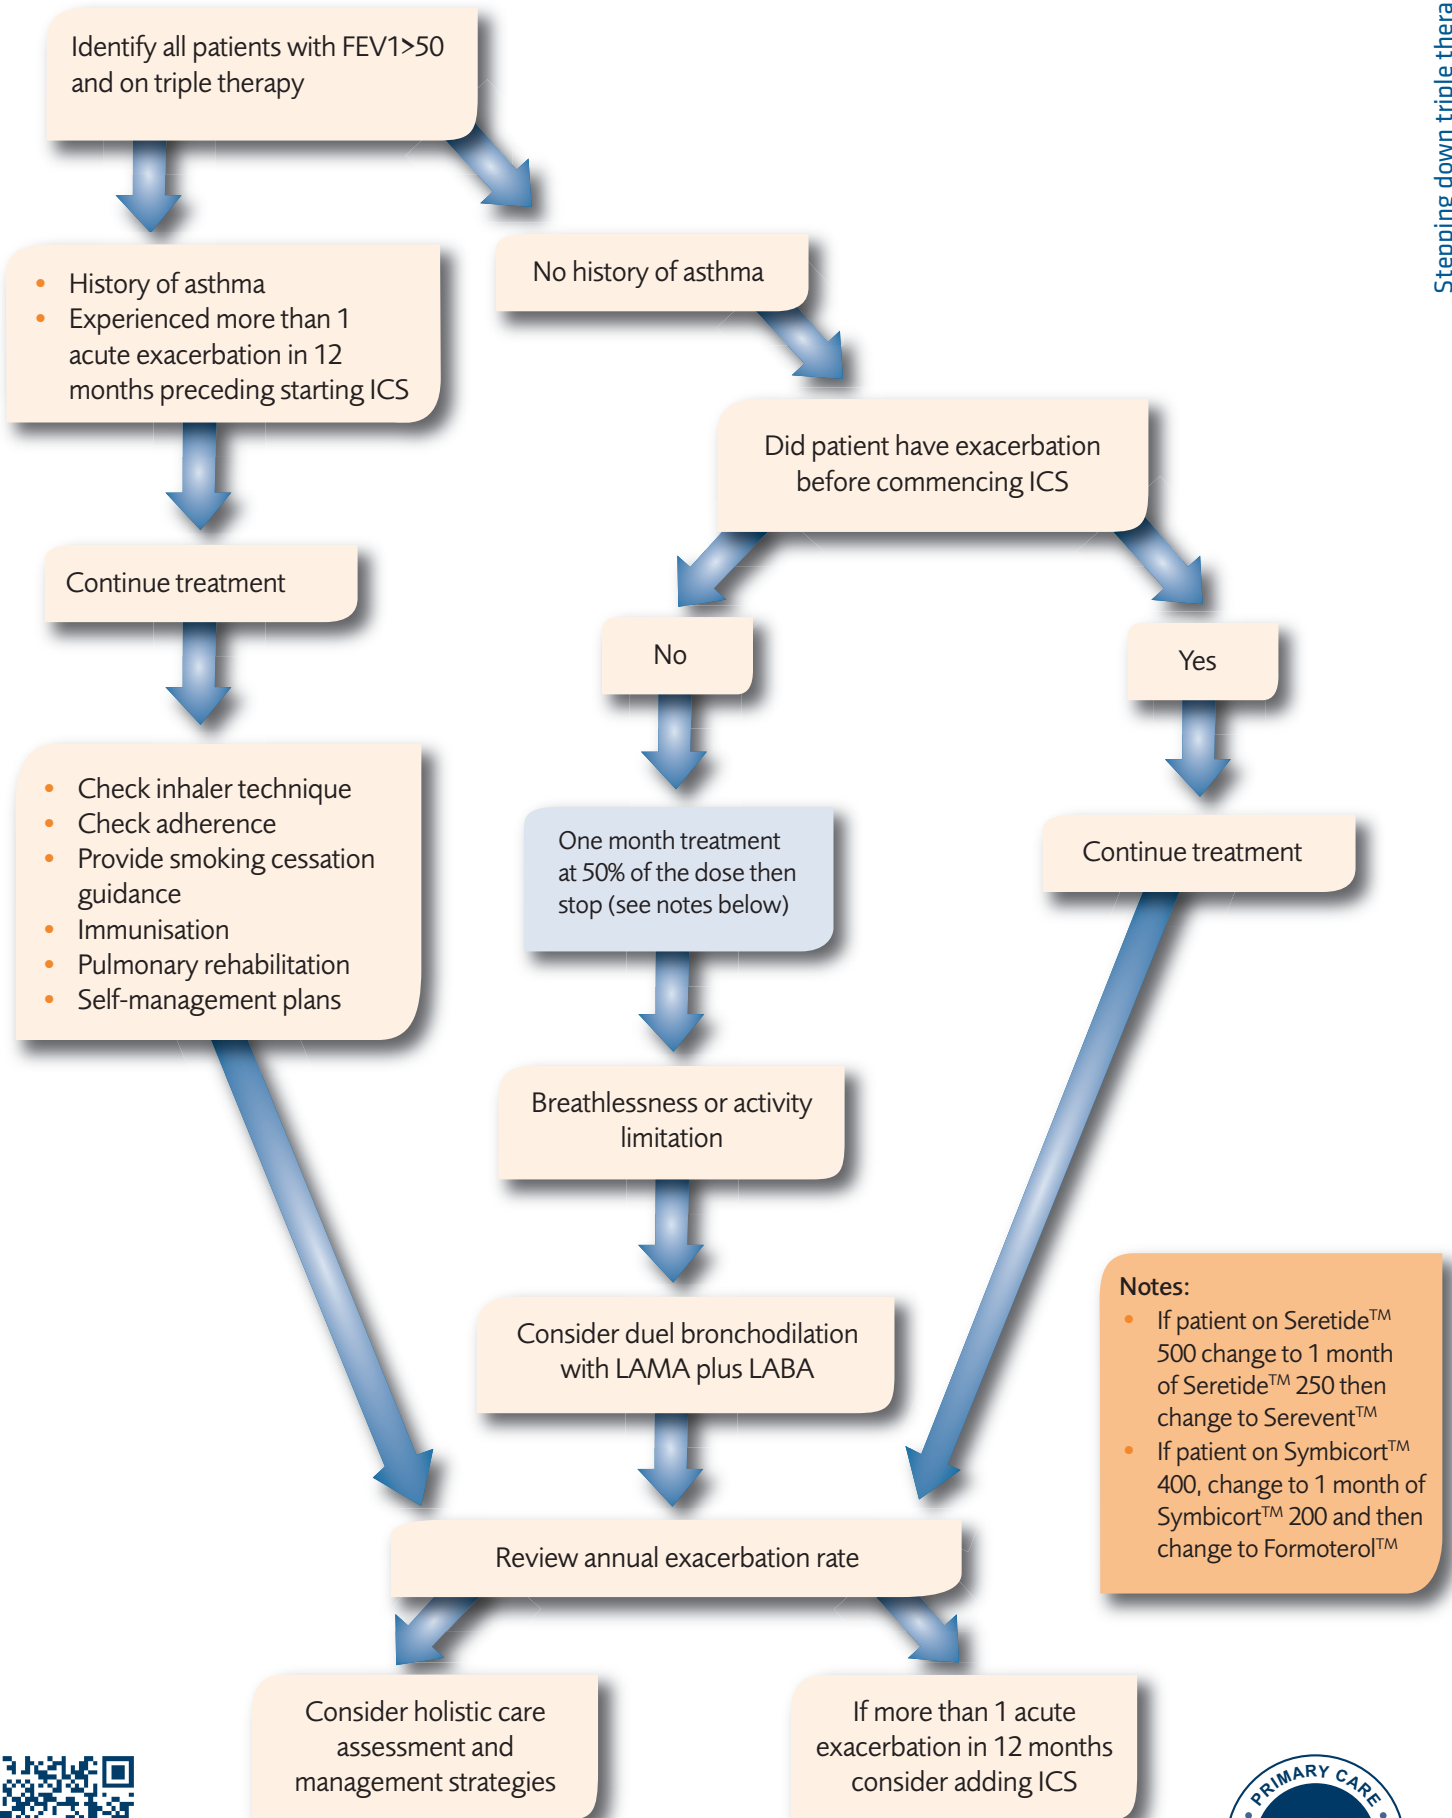 Stepping down triple thera
Identify all patients with FEV1>50
and on triple therapy
• History of asthma
• Experienced more than 1
acute exacerbation in 12
months preceding starting ICS
No history of asthma
Did patient have exacerbation
before commencing ICS
Continue treatment
No
Yes
• Check inhaler technique
• Check adherence
• Provide smoking cessation
guidance
• Immunisation
• Pulmonary rehabilitation
• Self-management plans
One month treatment
at 50% of the dose then
stop (see notes below)
Continue treatment
Breathlessness or activity
limitation
Consider duel bronchodilation
with LAMA plus LABA
Notes:
• If patient on Seretide™
500 change to 1 month
of Seretide™ 250 then
change to Serevent™
• If patient on Symbicort™
400, change to 1 month of
Symbicort™ 200 and then
change to Formoterol™
Review annual exacerbation rate
Consider holistic care
assessment and
management strategies
If more than 1 acute
exacerbation in 12 months
consider adding ICS
PRIMARY CARE